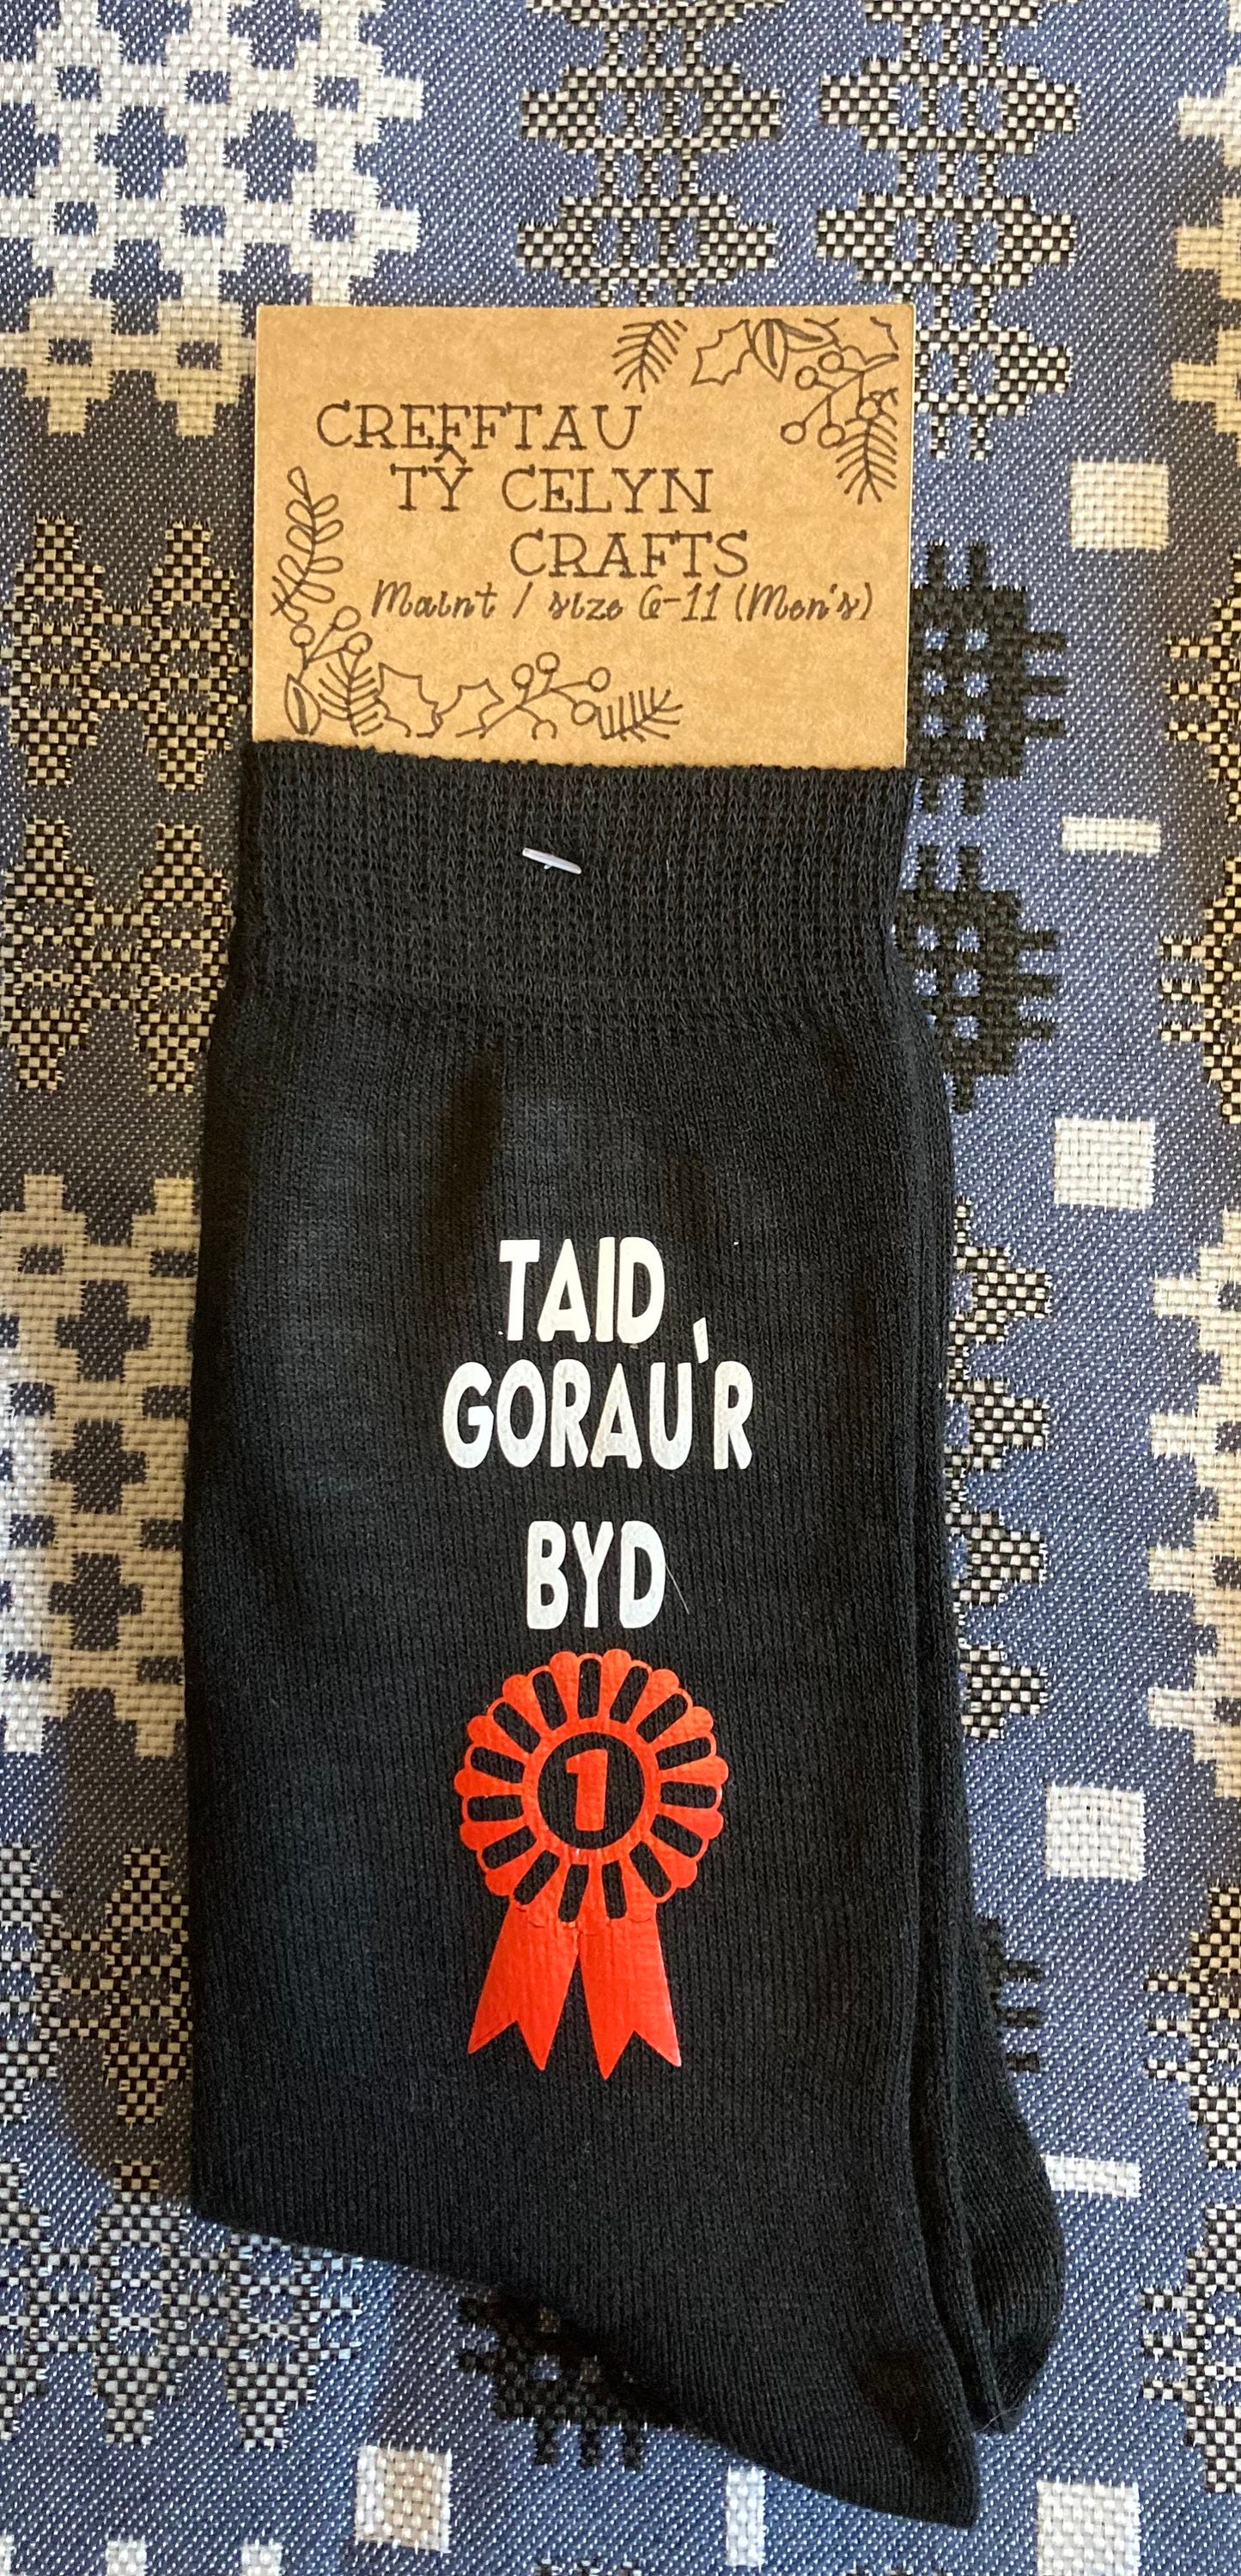 CREFFTAU
TŶ CELYN
CRAFTS
Maint / size 6-11 (Men's)
TAID
GORAU'R
BYD
1